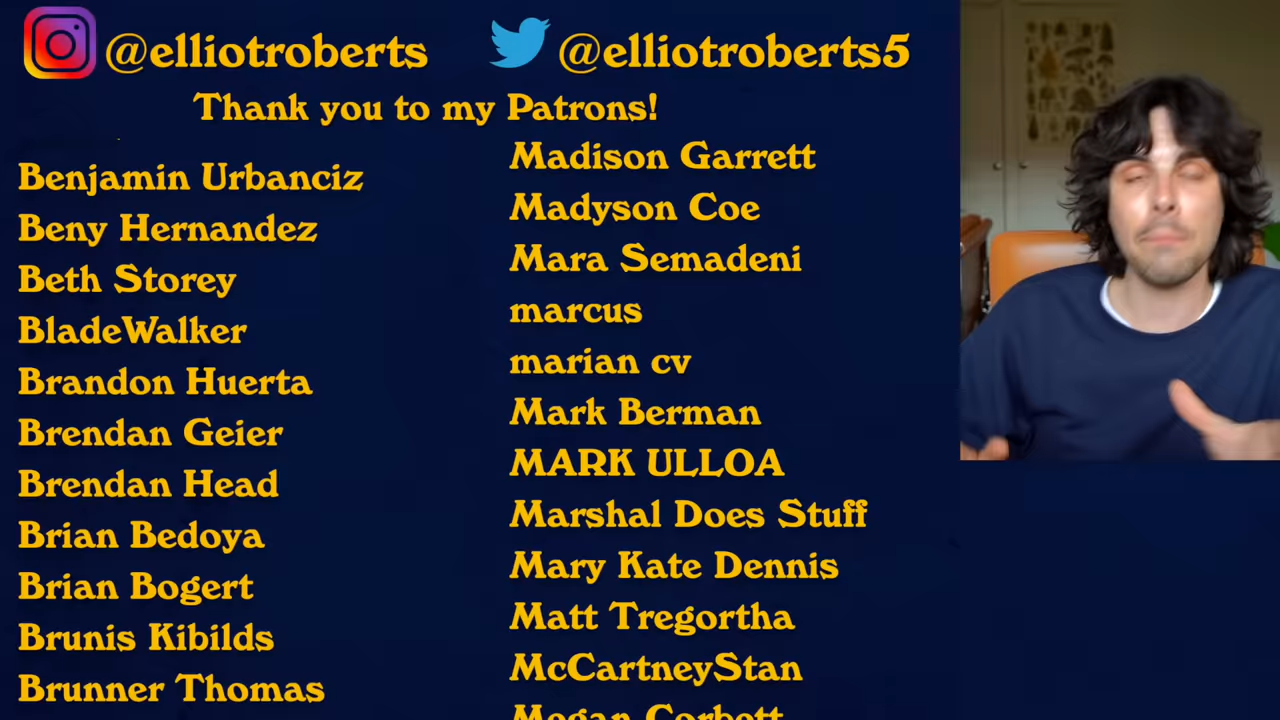 @elliotroberts @elliotroberts5
Thank you to my Patrons!
Benjamin Urbanciz
Beny Hernandez
Beth Storey
BladeWalker
Brandon Huerta
Brendan Geier
Brendan Head
Brian Bedoya
Brian Bogert
Brunis Kibilds
Brunner Thomas
Madison Garrett
Madyson Coe
Mara Semadeni
marcus
marian cv
Mark Berman
MARK ULLOA
Marshal Does Stuff
Mary Kate Dennis
Matt Tregortha
McCartneyStan
Megan Corbett